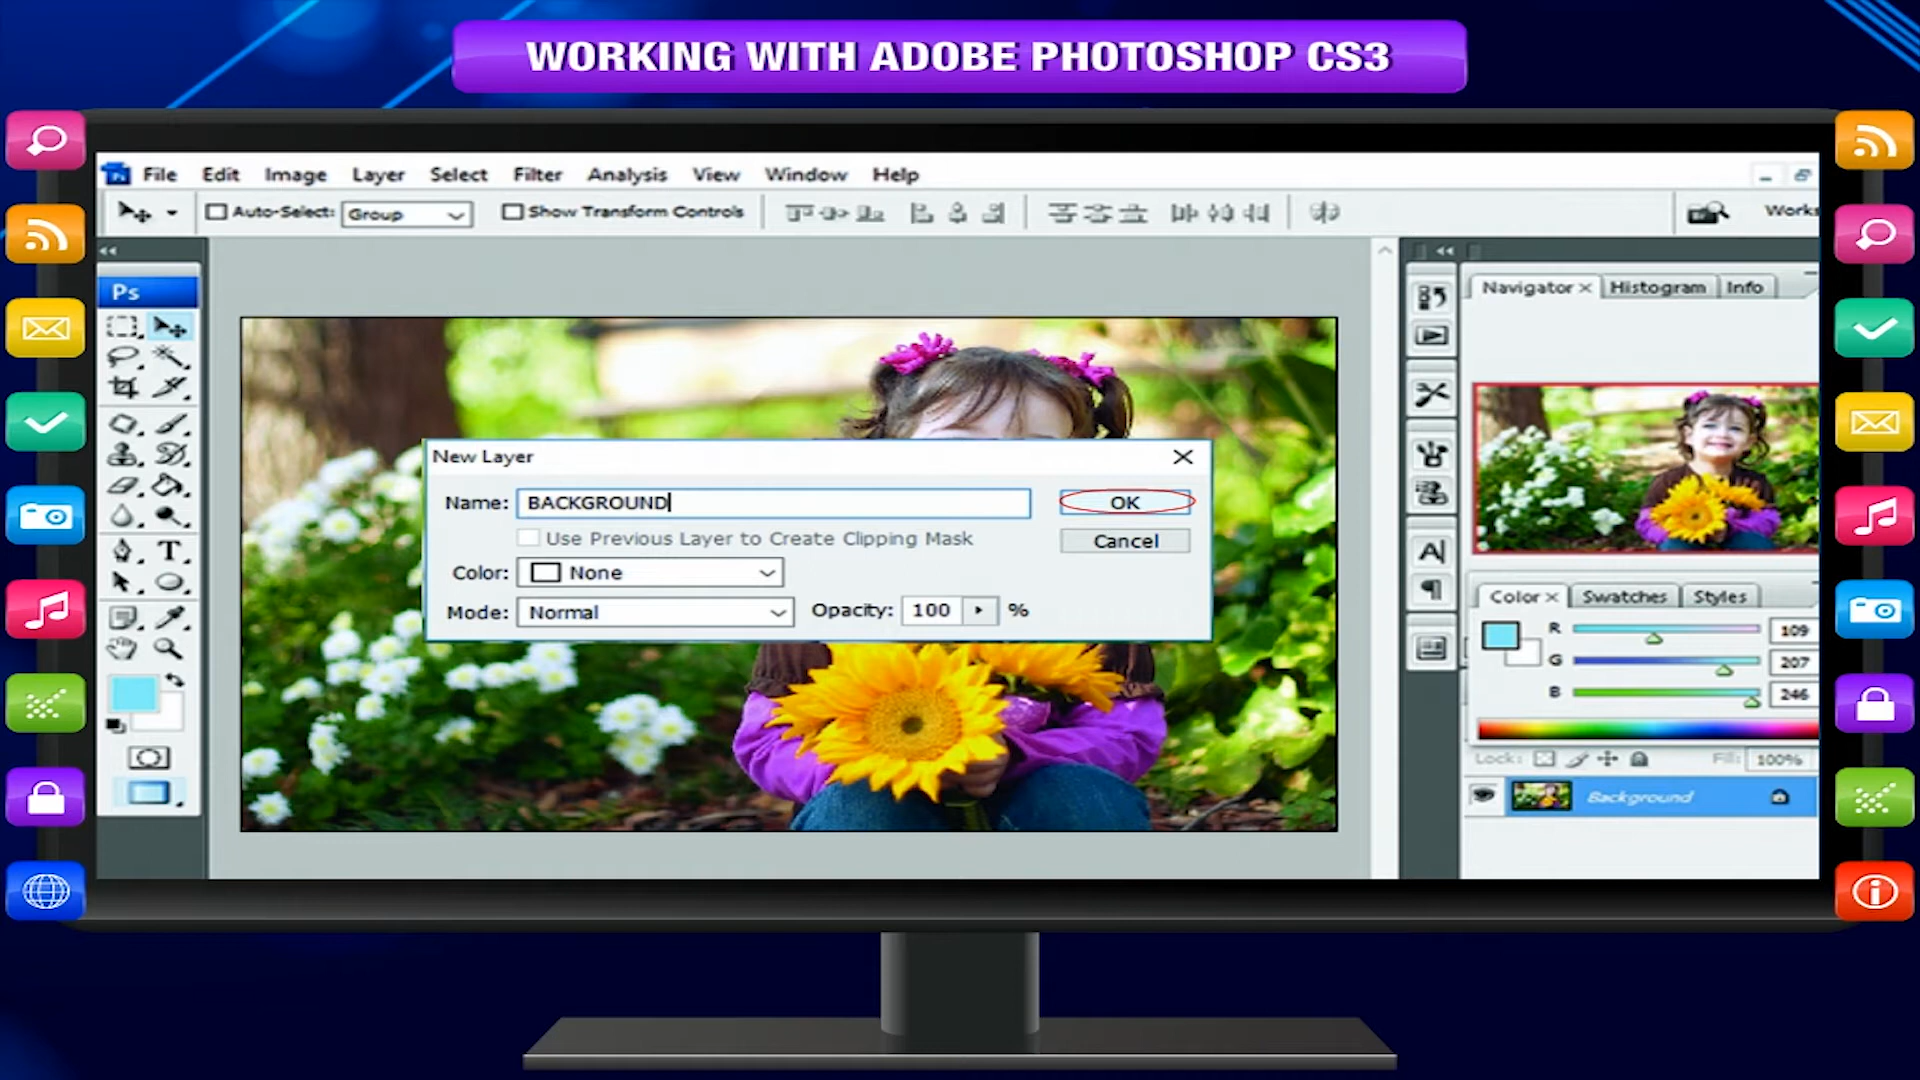 WORKING WITH ADOBE PHOTOSHOP CS3
File Edit Image Layer Select Filter Analysis View Window Help
Auto-Select: Group Show Transform Controls
Ps
Navigator Histogram Info
New Layer
Name: BACKGROUND OK
Use Previous Layer to Create Clipping Mask Cancel
Color: None
Mode: Normal Opacity: 100 %
Color Swatches Styles
R 109
G 207
B 246
Lock: Fill: 100%
Background